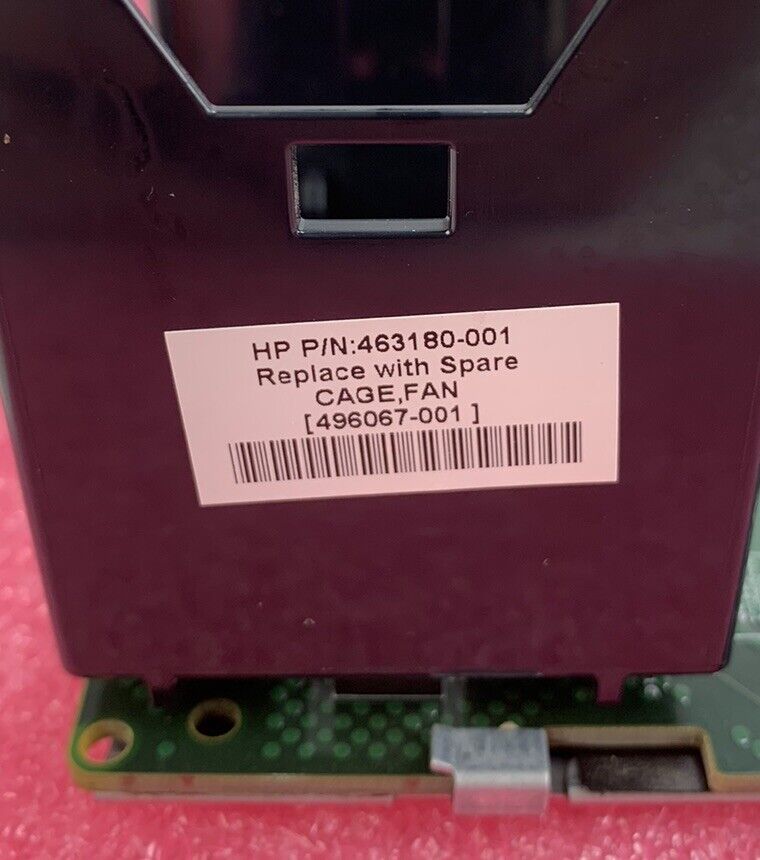 HP P/N:463180-001
Replace with Spare
CAGE,FAN
[496067-001 ]